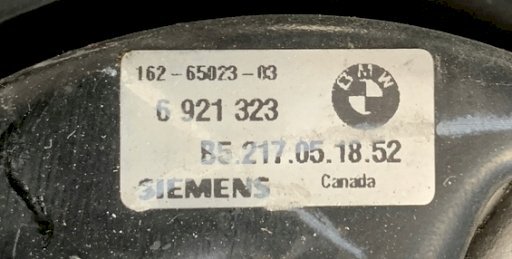 162-65023-03
BMW
6 921 323
B5.217.05.18.52
SIEMENS Canada